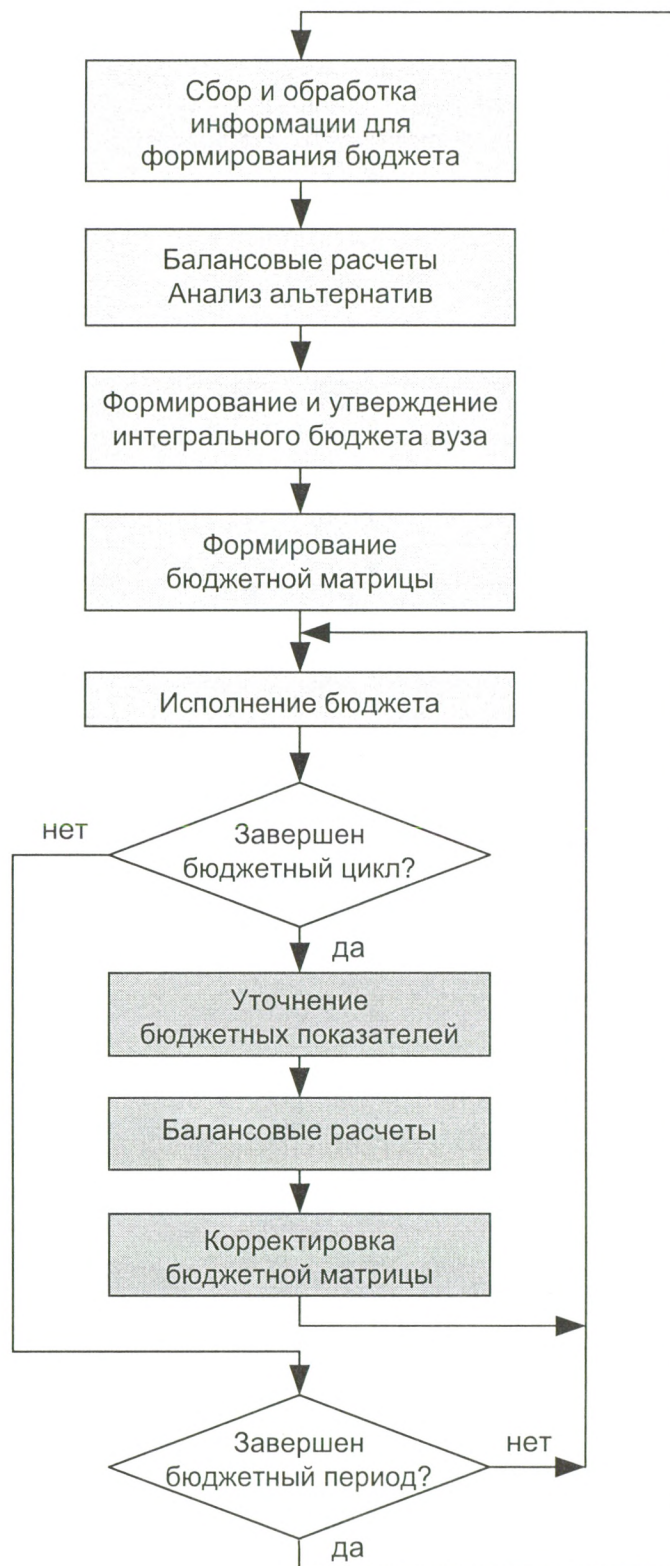 Сбор и обработка
информации для
формирования бюджета
Балансовые расчеты
Анализ альтернатив
Формирование и утверждение
интегрального бюджета вуза
Формирование
бюджетной матрицы
Исполнение бюджета
нет
Завершен
бюджетный цикл?
да
Уточнение
бюджетных показателей
Балансовые расчеты
Корректировка
бюджетной матрицы
Завершен
бюджетный период?
нет
да